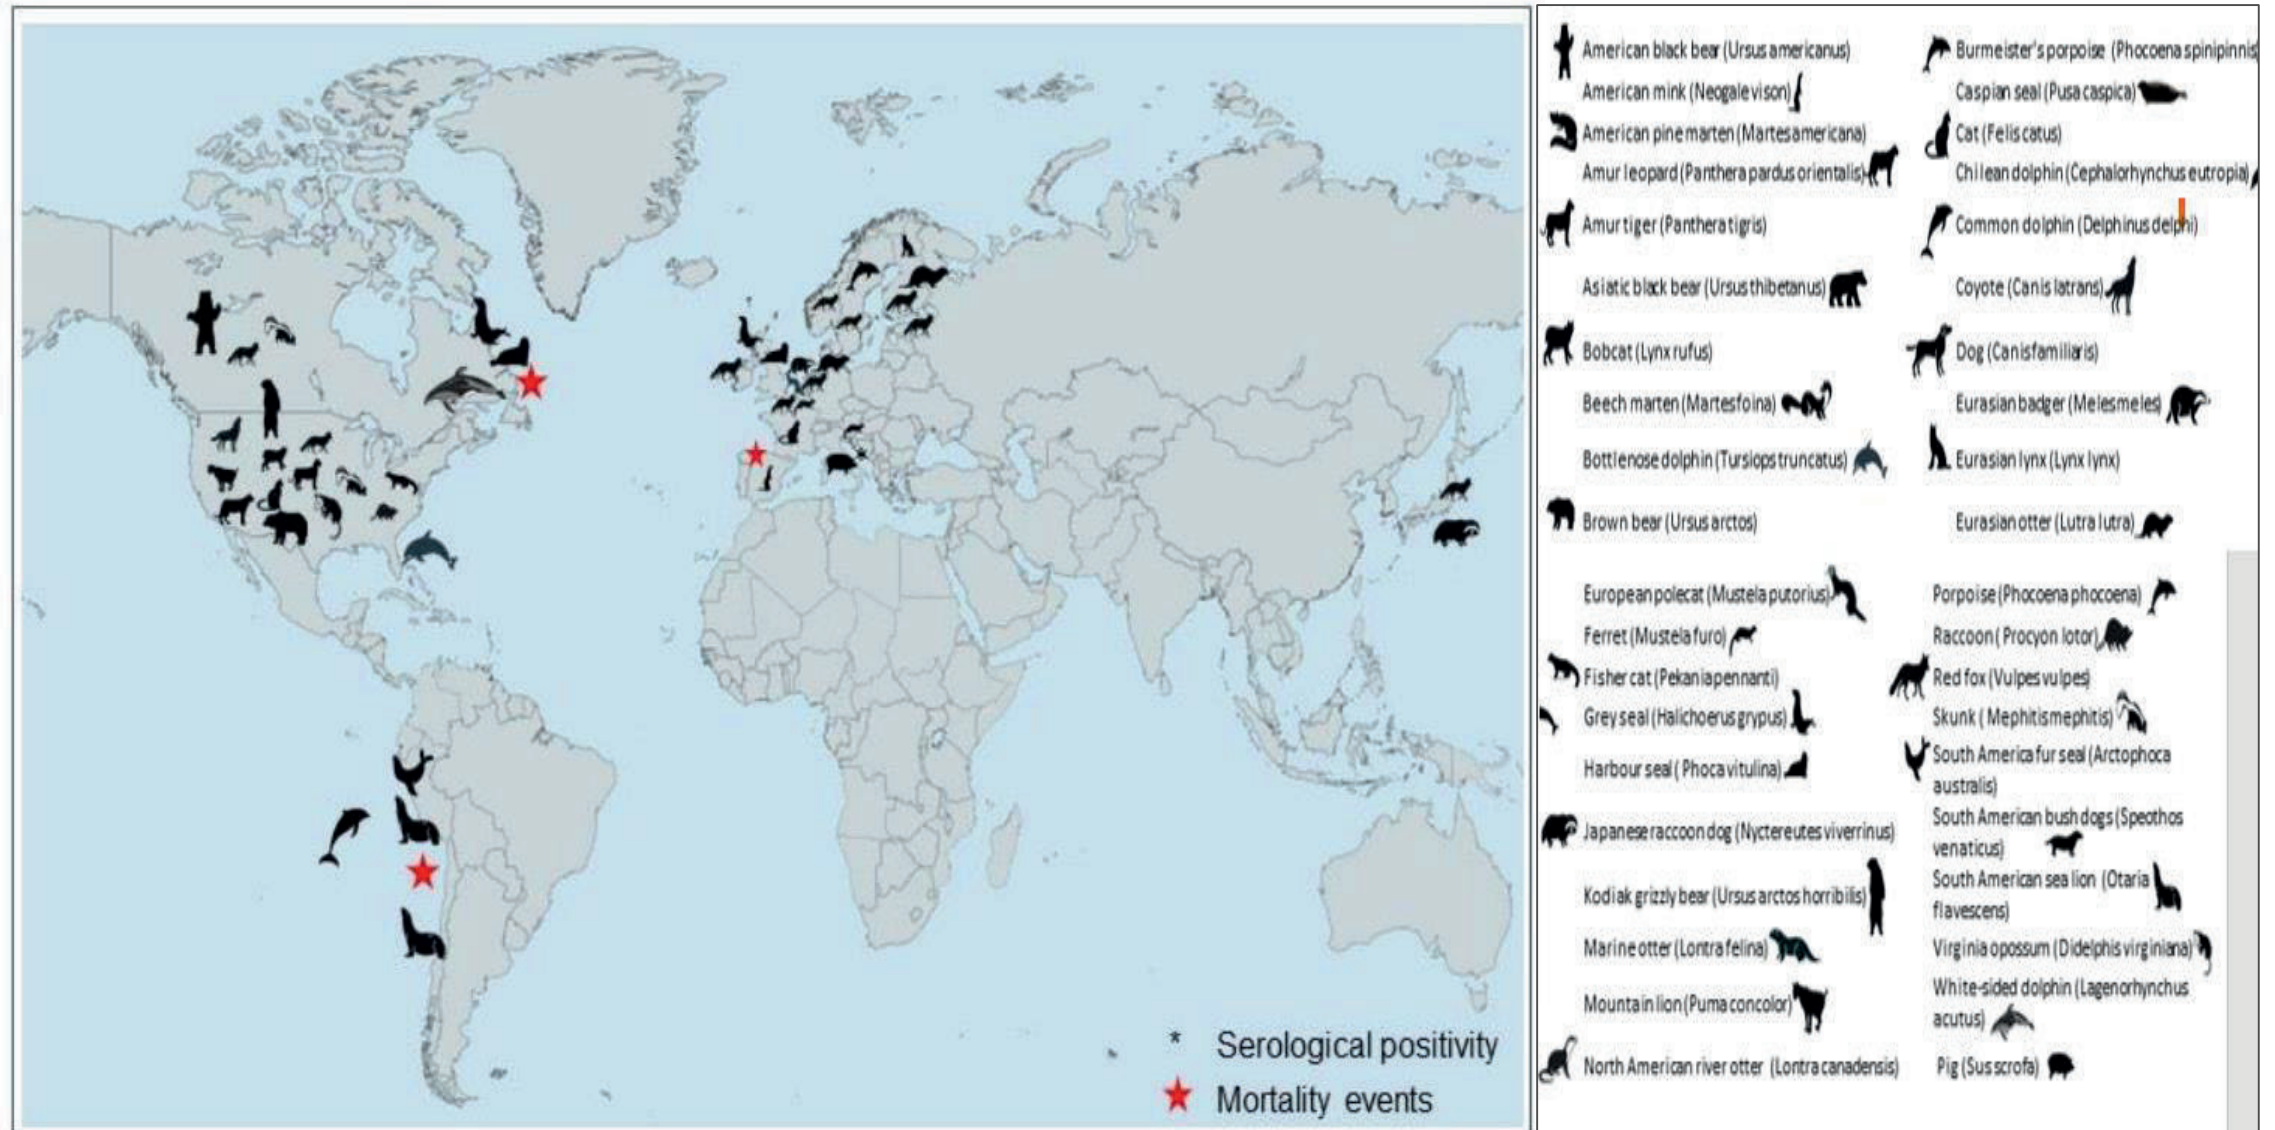 Serological positivity
Mortality events
American black bear (Ursus americanus)
American mink (Neogale vison)
American pine marten (Martes americana)
Amur leopard (Panthera pardus orientalis)
Amur tiger (Panthera tigris)
Asiatic black bear (Ursus thibetanus)
Bobcat (Lynx rufus)
Beech marten (Martes foina)
Bottlenose dolphin (Tursiops truncatus)
Brown bear (Ursus arctos)
European polecat (Mustela putorius)
Ferret (Mustela furo)
Fisher cat (Pekania pennanti)
Grey seal (Halichoerus grypus)
Harbour seal ( Phoca vitulina)
Japanese raccoon dog (Nyctereutes viverrinus)
Kodiak grizzly bear (Ursus arctos horribilis)
Marine otter (Lontra felina)
Mountain lion (Puma concolor)
North American river otter (Lontra canadensis)
Burmeister's porpoise (Phocoena spinipinnis
Caspian seal (Pusa caspica)
Cat (Felis catus)
Chilean dolphin (Cephalorhynchus eutropia)
Common dolphin (Delphinus delphi)
Coyote (Canis latrans)
Dog (Canis familiaris)
Eurasian badger (Meles meles)
Eurasian lynx (Lynx lynx)
Eurasian otter (Lutra lutra)
Porpoise (Phocoena phocoena)
Raccoon ( Procyon lotor)
Red fox (Vulpes vulpes)
Skunk ( Mephitis mephitis)
South America fur seal (Arctophoca
australis)
South American bush dogs (Speothos
venaticus)
South American sea lion (Otaria
flavescens)
Virginia opossum (Didelphis virginiana)
White-sided dolphin (Lagenorhynchus
acutus)
Pig (Sus scrofa)